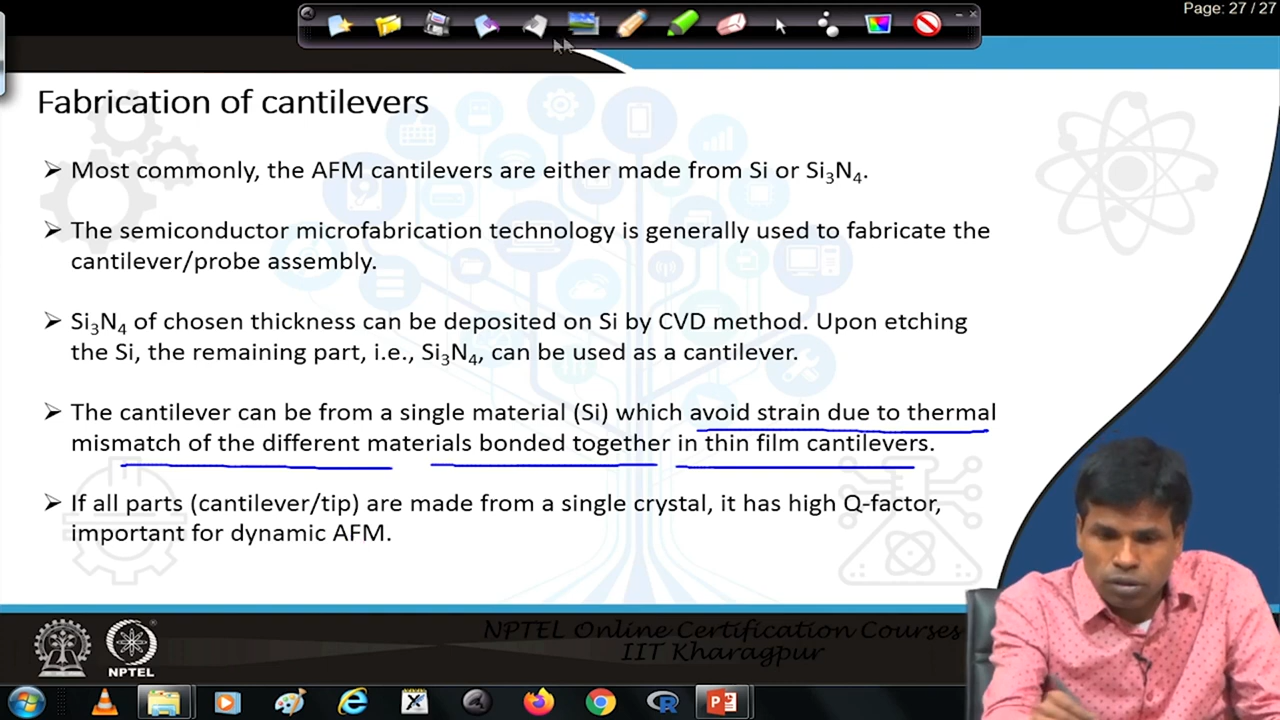 Page: 27 / 27
Fabrication of cantilevers
➢ Most commonly, the AFM cantilevers are either made from Si or Si₃N₄.
➢ The semiconductor microfabrication technology is generally used to fabricate the
cantilever/probe assembly.
➢ Si₃N₄ of chosen thickness can be deposited on Si by CVD method. Upon etching
the Si, the remaining part, i.e., Si₃N₄, can be used as a cantilever.
➢ The cantilever can be from a single material (Si) which avoid strain due to thermal
mismatch of the different materials bonded together in thin film cantilevers.
➢ If all parts (cantilever/tip) are made from a single crystal, it has high Q-factor,
important for dynamic AFM.
NPTEL Online Certification Courses
IIT Kharagpur
NPTEL